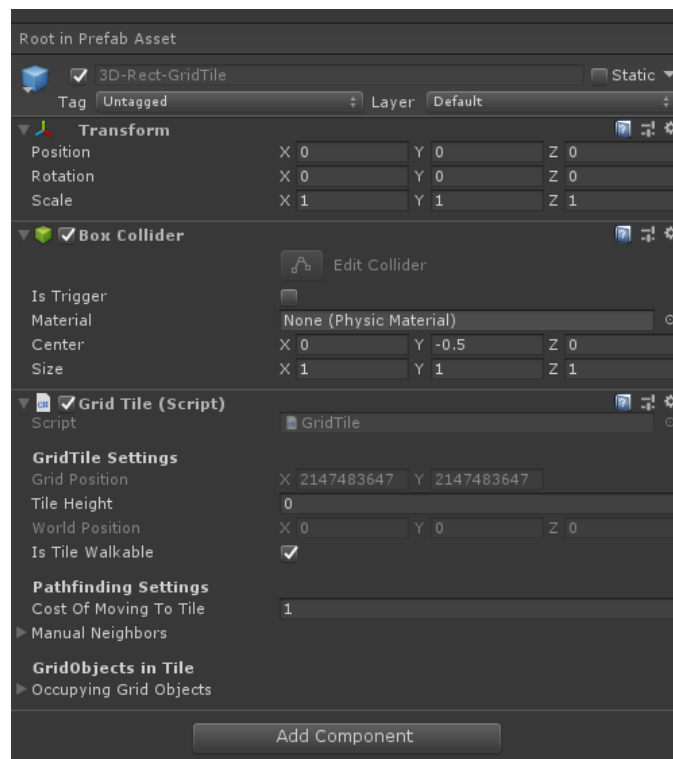 Root in Prefab Asset
3D-Rect-GridTile Static
Tag Untagged Layer Default
Transform
Position X 0 Y 0 Z 0
Rotation X 0 Y 0 Z 0
Scale X 1 Y 1 Z 1
Box Collider
Edit Collider
Is Trigger
Material None (Physic Material)
Center X 0 Y -0.5 Z 0
Size X 1 Y 1 Z 1
Grid Tile (Script)
Script GridTile
GridTile Settings
Grid Position X 2147483647 Y 2147483647
Tile Height 0
World Position X 0 Y 0 Z 0
Is Tile Walkable
Pathfinding Settings
Cost Of Moving To Tile 1
Manual Neighbors
GridObjects in Tile
Occupying Grid Objects
Add Component